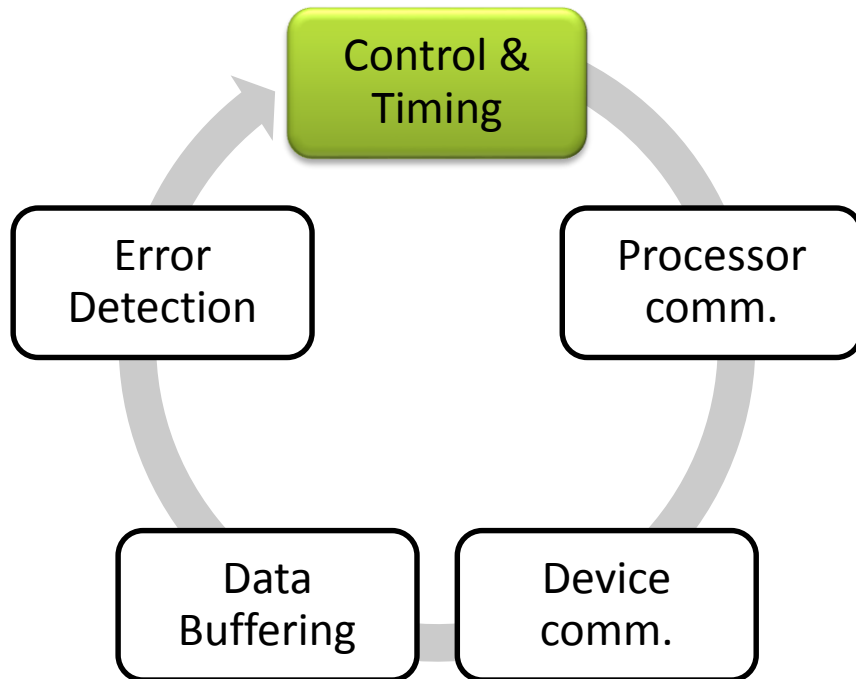 Control &
Timing
Processor
comm.
Device
comm.
Data
Buffering
Error
Detection